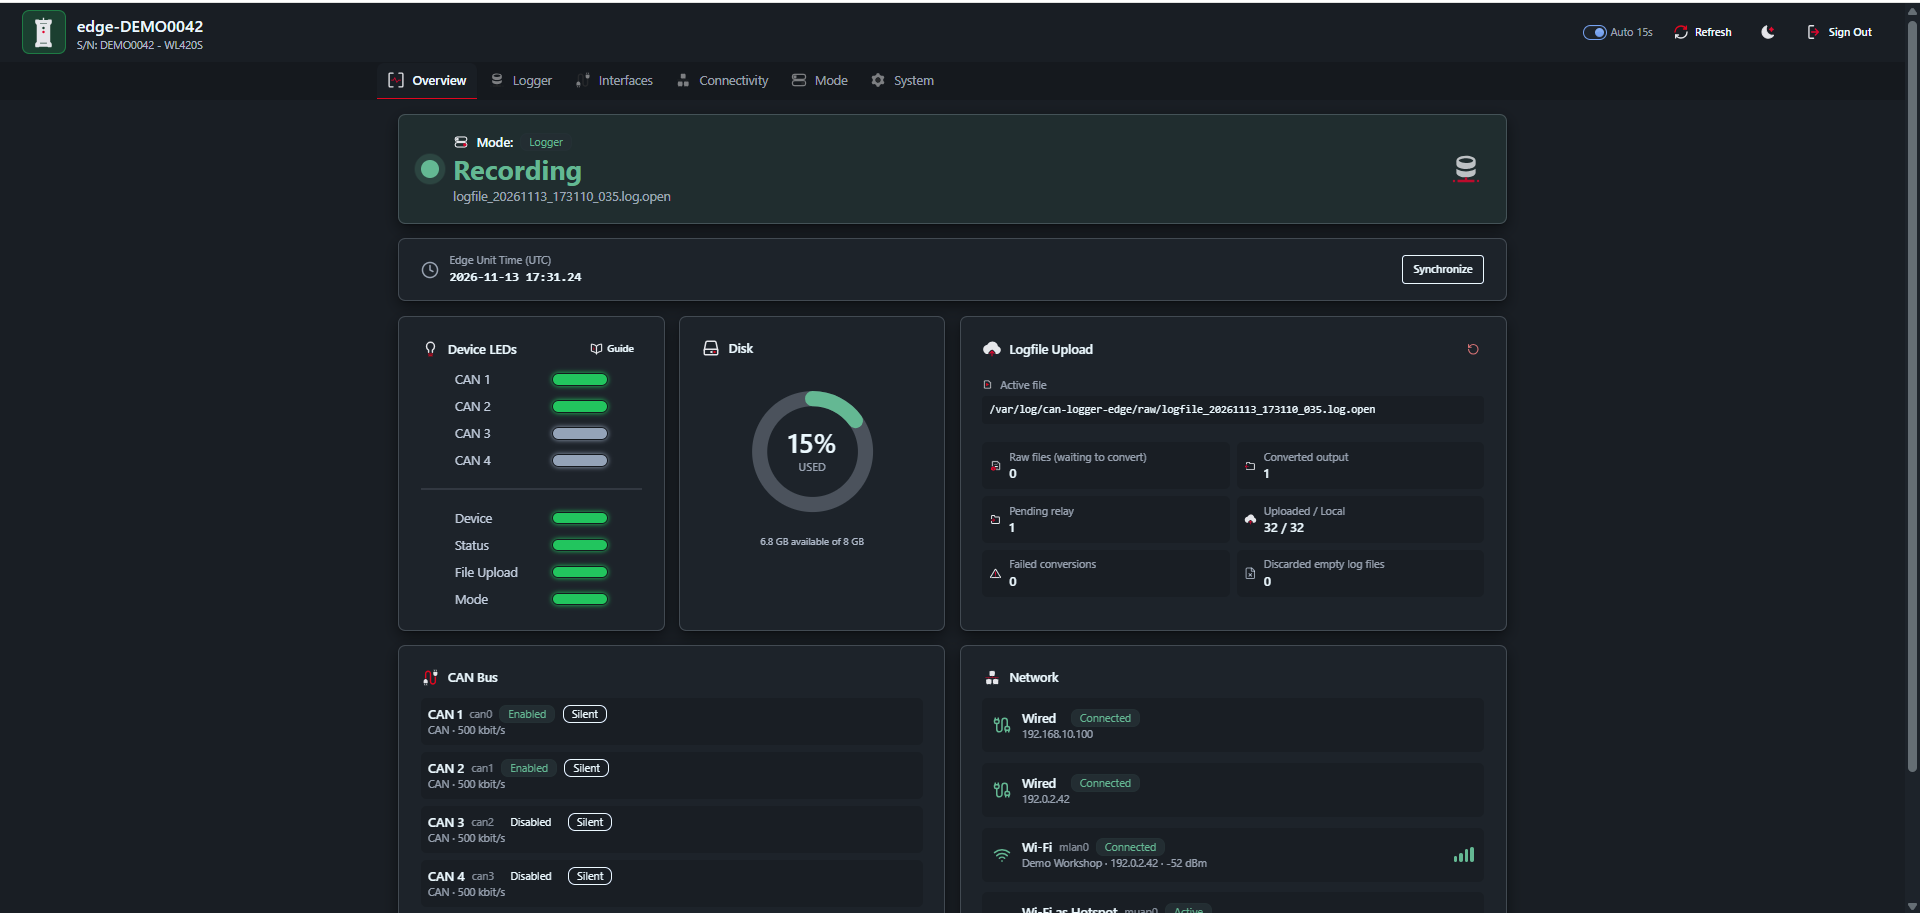 edge-DEMO0042
S/N: DEMO0042 - WL420S
Auto 15s
Refresh
Sign Out
Overview
Logger
Interfaces
Connectivity
Mode
System
Mode: Logger
Recording
logfile_20261113_173110_035.log.open
Edge Unit Time (UTC)
2026-11-13 17:31.24
Synchronize
Device LEDs
Guide
CAN 1
CAN 2
CAN 3
CAN 4
Device
Status
File Upload
Mode
Disk
15%
USED
6.8 GB available of 8 GB
Logfile Upload
Active file
/var/log/can-logger-edge/raw/logfile_20261113_173110_035.log.open
Raw files (waiting to convert)
0
Converted output
1
Pending relay
1
Uploaded / Local
32 / 32
Failed conversions
0
Discarded empty log files
0
CAN Bus
CAN 1 can0 Enabled Silent
CAN · 500 kbit/s
CAN 2 can1 Enabled Silent
CAN · 500 kbit/s
CAN 3 can2 Disabled Silent
CAN · 500 kbit/s
CAN 4 can3 Disabled Silent
CAN · 500 kbit/s
Network
Wired Connected
192.168.10.100
Wired Connected
192.0.2.42
Wi-Fi mlan0 Connected
Demo Workshop · 192.0.2.42 · -52 dBm
Wi-Fi as Hotspot muap0 Active